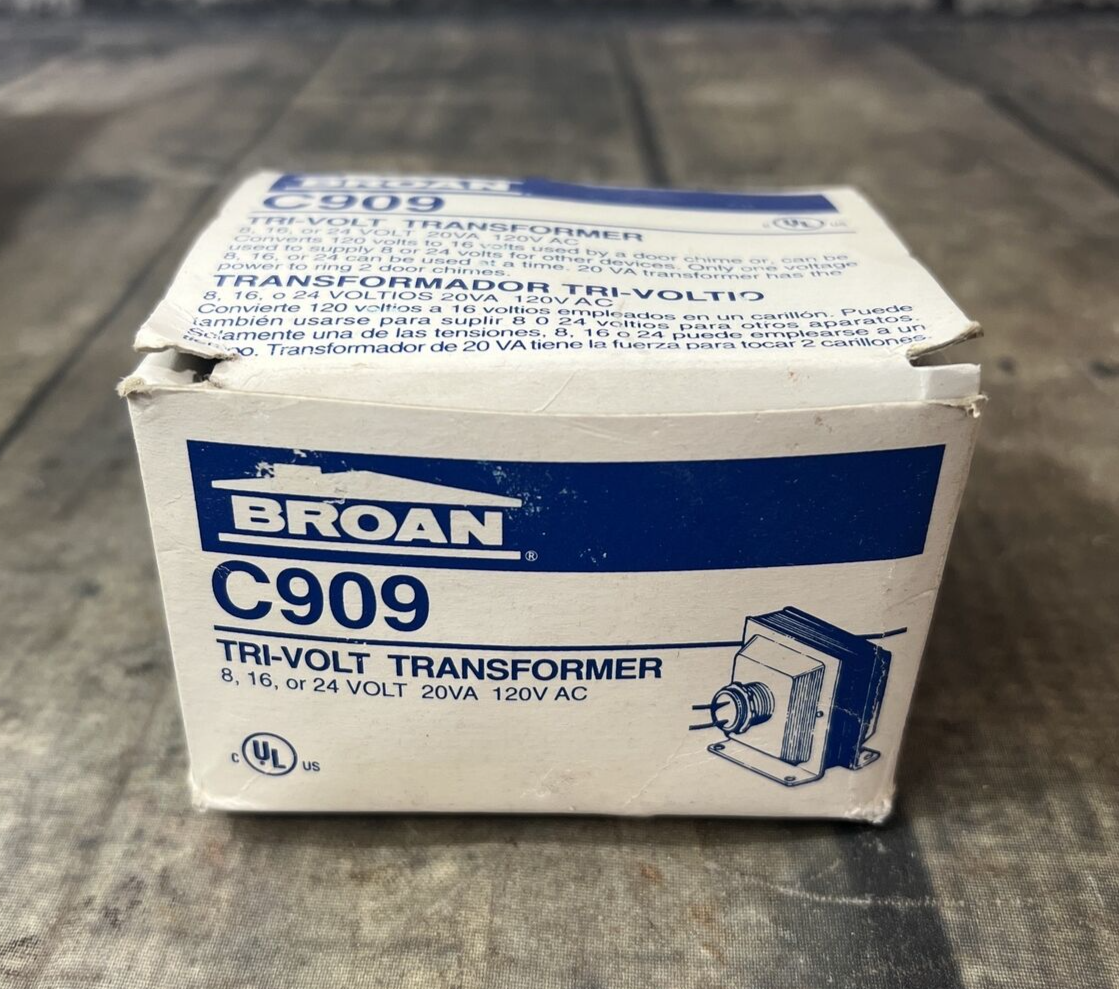 BROAN
C909
C UL US
TRI-VOLT TRANSFORMER
8, 16, or 24 VOLT 20VA 120V AC
Converts 120 volts to 16 volts used by a door chime or, can be
used to supply 8 or 24 volts for other devices. Only one voltage
8, 16, or 24 can be used at a time. 20 VA transformer has the
power to ring 2 door chimes.
TRANSFORMADOR TRI-VOLTIO
8, 16, o 24 VOLTIOS 20VA 120V AC
Convierte 120 voltios a 16 voltios empleados en un carillón. Puede
también usarse para suplir 8 0 24 voltios para otros aparatos.
Solamente una de las tensiones, 8, 16 o 24 puede emplearse a un
Transformador de 20 VA tiene la fuerza para tocar 2 carillones.
BROAN®
C909
TRI-VOLT TRANSFORMER
8, 16, or 24 VOLT 20VA 120V AC
C UL US